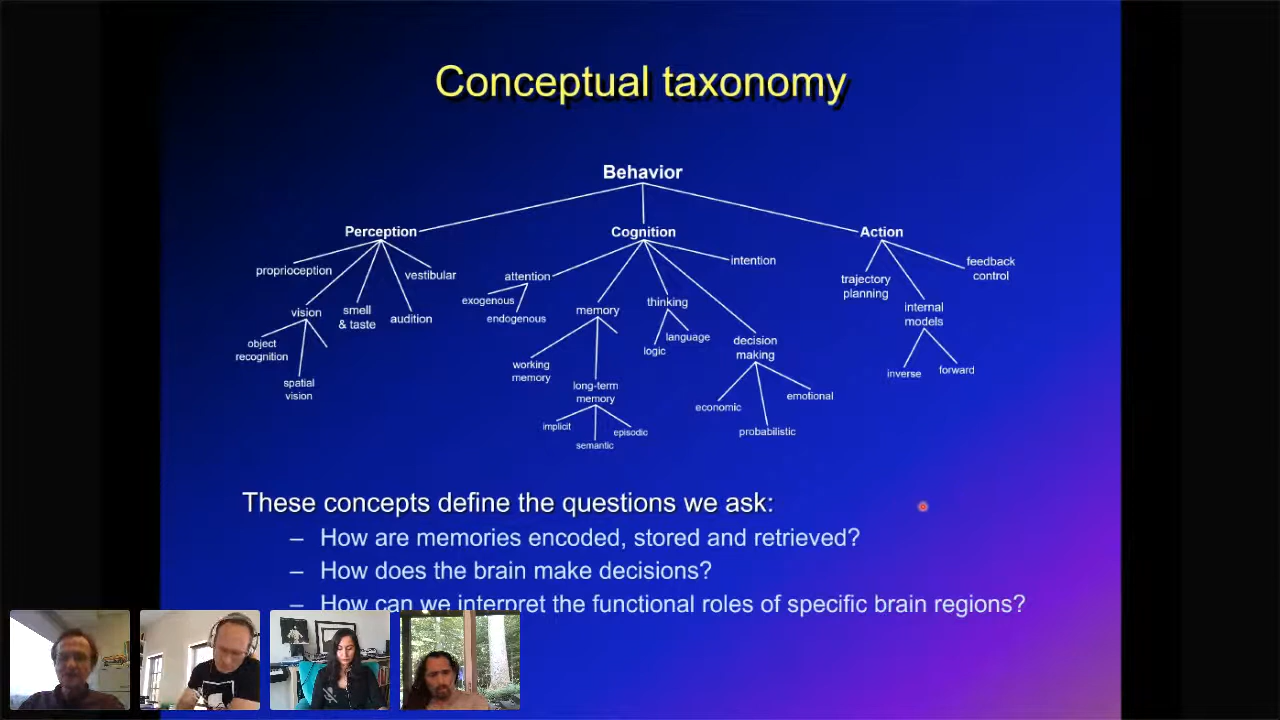 Conceptual taxonomy
Behavior
Perception
Cognition
Action
proprioception
vestibular
vision
smell
& taste
audition
object
recognition
spatial
vision
attention
exogenous
endogenous
memory
working
memory
long-term
memory
implicit
semantic
episodic
thinking
logic
language
decision
making
economic
probabilistic
emotional
intention
trajectory
planning
internal
models
inverse
forward
feedback
control
These concepts define the questions we ask:
– How are memories encoded, stored and retrieved?
– How does the brain make decisions?
– How can we interpret the functional roles of specific brain regions?